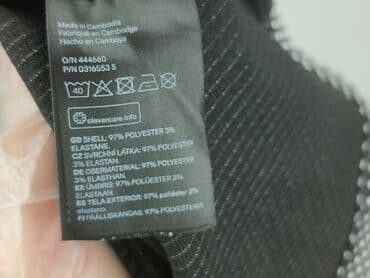 Made in Cambodia
Fabriqué en Cambodge
Hecho en Camboya
O/N 444660
P/N 0316553 S
40
clevercare.info
GB SHELL: 97% POLYESTER 3%
ELASTANE.
CZ SVRCHNÍ LÁTKA: 97% POLYESTER
3% ELASTAN.
DE OBERMATERIAL: 97% POLYESTER
3% ELASTHAN.
EE ÜMBRIS: 97% POLÜESTER 3%
ELASTAAN.
ES TELA EXTERIOR: 97% poliéster 3%
elastano.
FI PÄÄLLISKANGAS: 97% POLYESTERIÄ